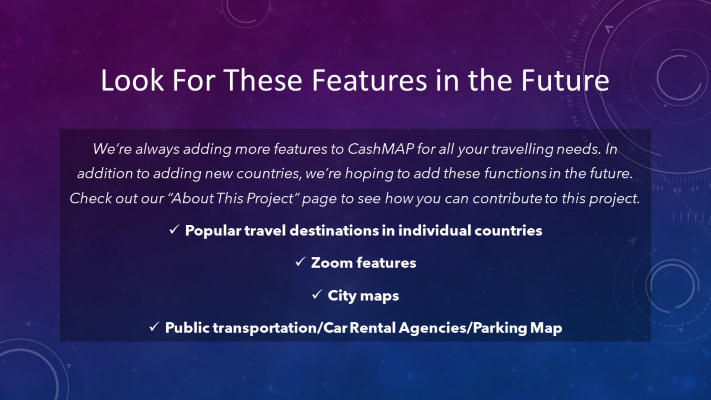 Look For These Features in the Future
We’re always adding more features to CashMAP for all your travelling needs. In
addition to adding new countries, we’re hoping to add these functions in the future.
Check out our “About This Project” page to see how you can contribute to this project.
✓ Popular travel destinations in individual countries
✓ Zoom features
✓ City maps
✓ Public transportation/Car Rental Agencies/Parking Map